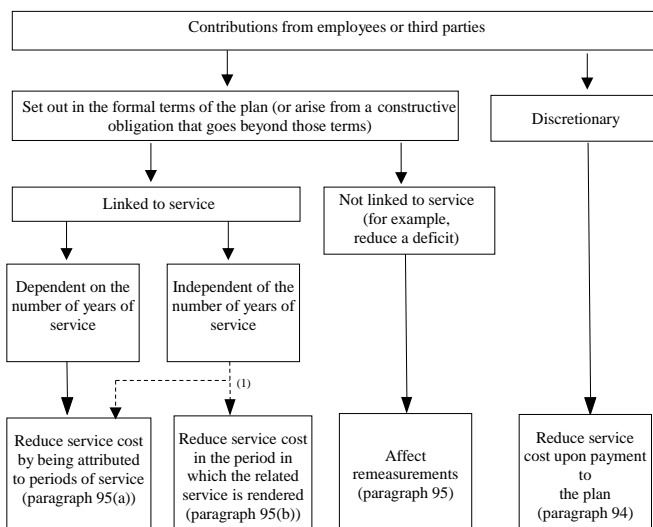 Contributions from employees or third parties
Set out in the formal terms of the plan (or arise from a constructive
obligation that goes beyond those terms)
Discretionary
Linked to service
Not linked to service
(for example,
reduce a deficit)
Dependent on the
number of years of
service
Independent of the
number of years of
service
(1)
Reduce service cost
by being attributed
to periods of service
(paragraph 95(a))
Reduce service cost
in the period in
which the related
service is rendered
(paragraph 95(b))
Affect
remeasurements
(paragraph 95)
Reduce service
cost upon payment
to
the plan
(paragraph 94)